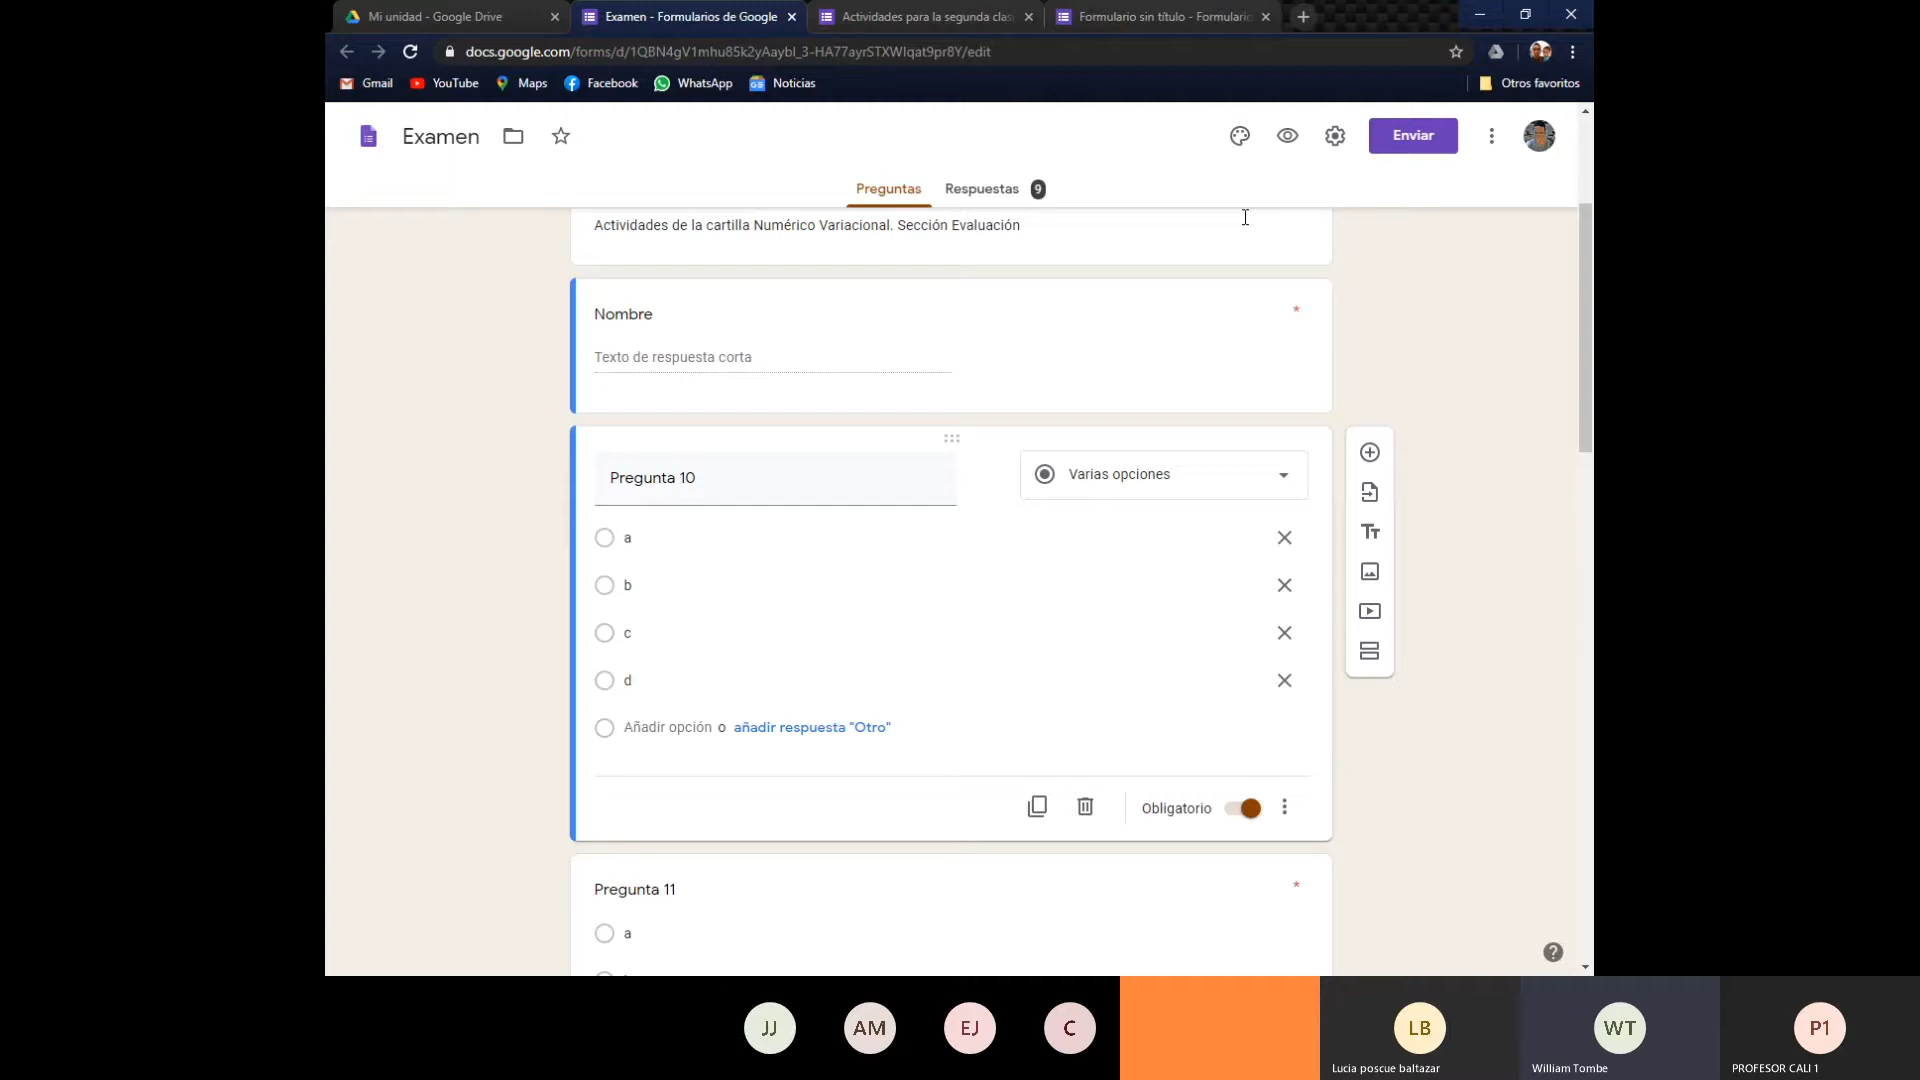 Mi unidad - Google Drive
Examen - Formularios de Google
Actividades para la segunda clas
Formulario sin título - Formulario
docs.google.com/forms/d/1QBN4gV1mhu85k2yAaybI_3-HA77ayrSTXWIqat9pr8Y/edit
Gmail
YouTube
Maps
Facebook
WhatsApp
Noticias
Otros favoritos
Examen
Enviar
Preguntas
Respuestas 9
Actividades de la cartilla Numérico Variacional. Sección Evaluación
Nombre
*
Texto de respuesta corta
Pregunta 10
Varias opciones
a
b
c
d
Añadir opción o añadir respuesta "Otro"
Obligatorio
Pregunta 11
*
a
JJ
AM
EJ
C
LB
WT
P1
Lucia poscue baltazar
William Tombe
PROFESOR CALI 1